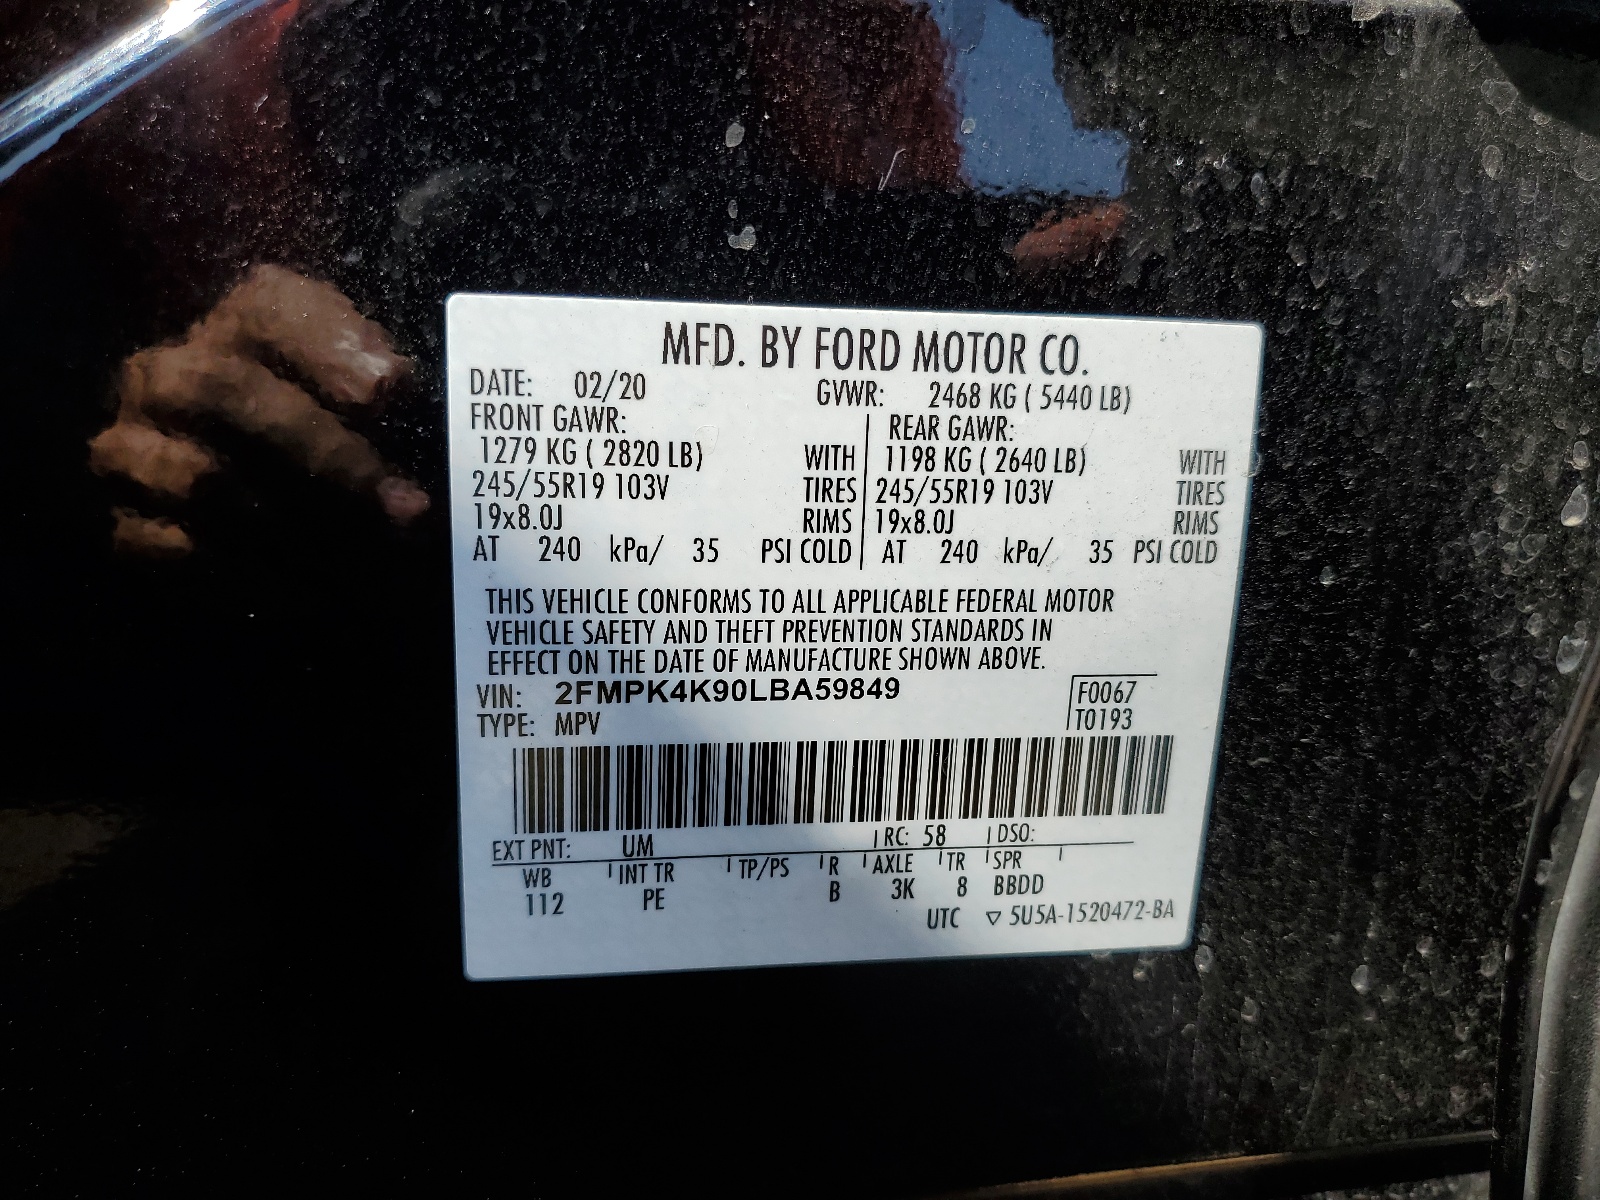 MFD. BY FORD MOTOR CO.
DATE: 02/20 GVWR: 2468 KG ( 5440 LB)
FRONT GAWR: REAR GAWR:
1279 KG ( 2820 LB) WITH 1198 KG ( 2640 LB) WITH
245/55R19 103V TIRES 245/55R19 103V TIRES
19x8.0J RIMS 19x8.0J RIMS
AT 240 kPa/ 35 PSI COLD AT 240 kPa/ 35 PSI COLD
THIS VEHICLE CONFORMS TO ALL APPLICABLE FEDERAL MOTOR
VEHICLE SAFETY AND THEFT PREVENTION STANDARDS IN
EFFECT ON THE DATE OF MANUFACTURE SHOWN ABOVE.
VIN: 2FMPK4K90LBA59849 F0067
TYPE: MPV T0193
EXT PNT: UM RC: 58 DSO:
WB INT TR TP/PS R AXLE TR SPR
112 PE B 3K 8 BBDD
UTC ▽ 5U5A-1520472-BA